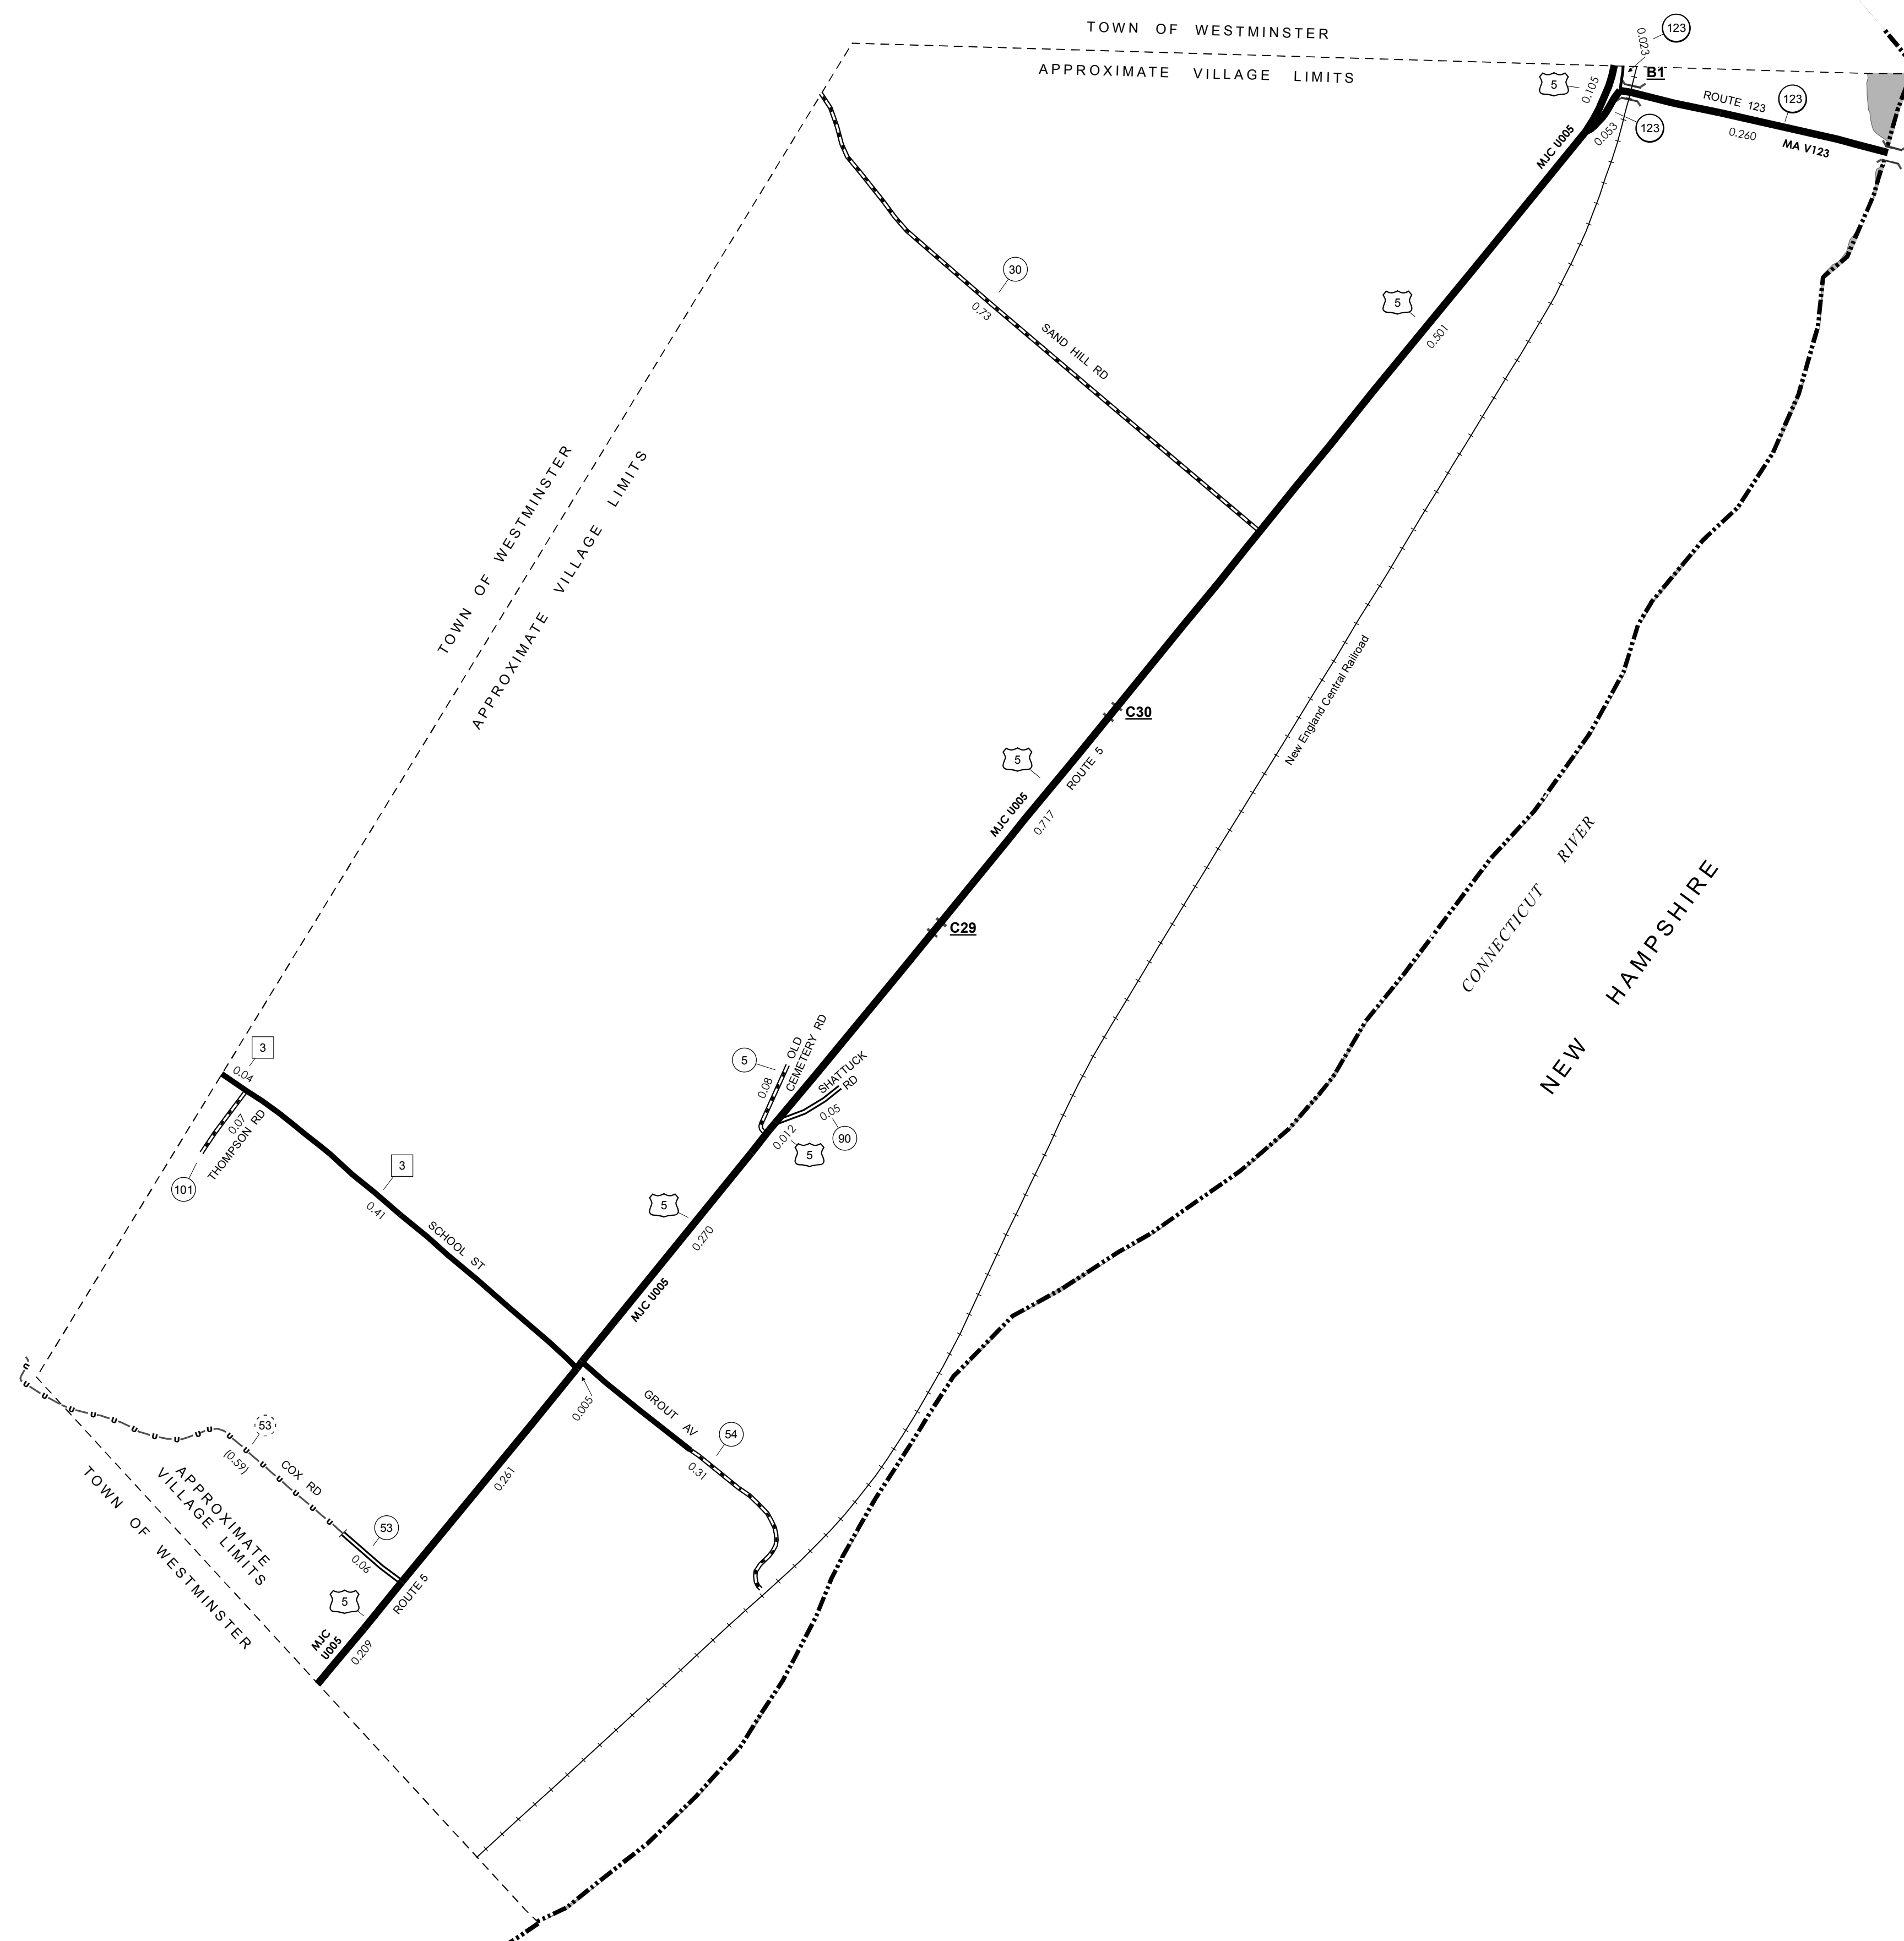 TOWN OF WESTMINSTER
APPROXIMATE VILLAGE LIMITS
0.023
123
B1
5
0.105
ROUTE 123
123
0.260
MA V123
123
0.053
MJC U005
30
0.73
SAND HILL RD
5
0.501
TOWN OF WESTMINSTER
APPROXIMATE VILLAGE LIMITS
New England Central Railroad
C30
5
ROUTE 5
MJC U005
0.717
CONNECTICUT RIVER
NEW HAMPSHIRE
C29
3
0.04
0.07
THOMPSON RD
101
5
OLD
CEMETERY RD
0.08
SHATTUCK
RD
0.05
90
0.012
5
3
0.41
SCHOOL ST
5
0.270
MJC U005
0.005
GROUT AV
54
0.31
53
(0.59)
COX RD
0.261
APPROXIMATE
VILLAGE LIMITS
TOWN OF WESTMINSTER
53
0.06
5
ROUTE 5
MJC
U005
0.209
U U U U U U U U U U U U U U U U U